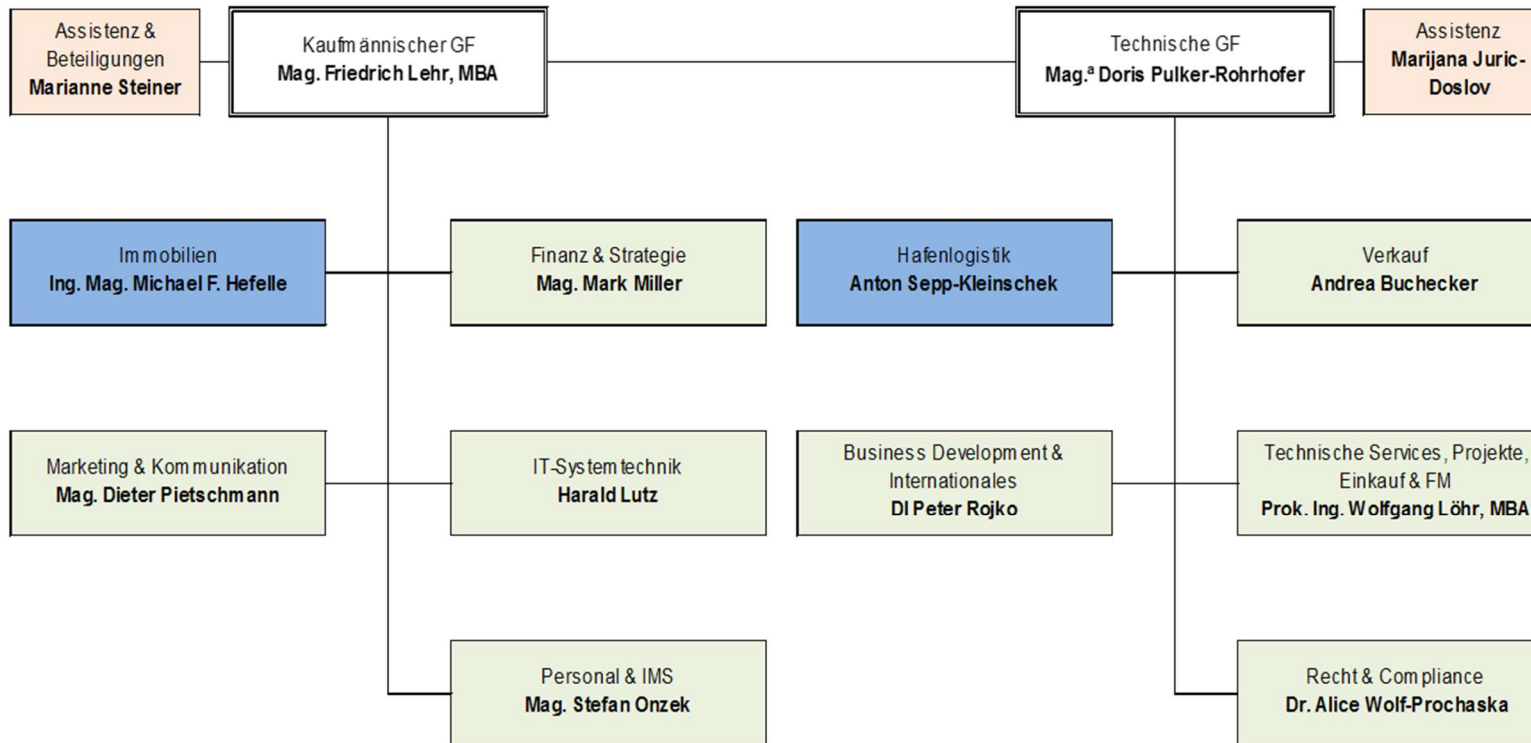 Assistenz &
Beteiligungen
Marianne Steiner
Kaufmännischer GF
Mag. Friedrich Lehr, MBA
Technische GF
Mag.ª Doris Pulker-Rohrhofer
Assistenz
Marijana Juric-
Doslov
Immobilien
Ing. Mag. Michael F. Hefelle
Finanz & Strategie
Mag. Mark Miller
Hafenlogistik
Anton Sepp-Kleinschek
Verkauf
Andrea Buchecker
Marketing & Kommunikation
Mag. Dieter Pietschmann
IT-Systemtechnik
Harald Lutz
Business Development &
Internationales
DI Peter Rojko
Technische Services, Projekte,
Einkauf & FM
Prok. Ing. Wolfgang Löhr, MBA
Personal & IMS
Mag. Stefan Onzek
Recht & Compliance
Dr. Alice Wolf-Prochaska